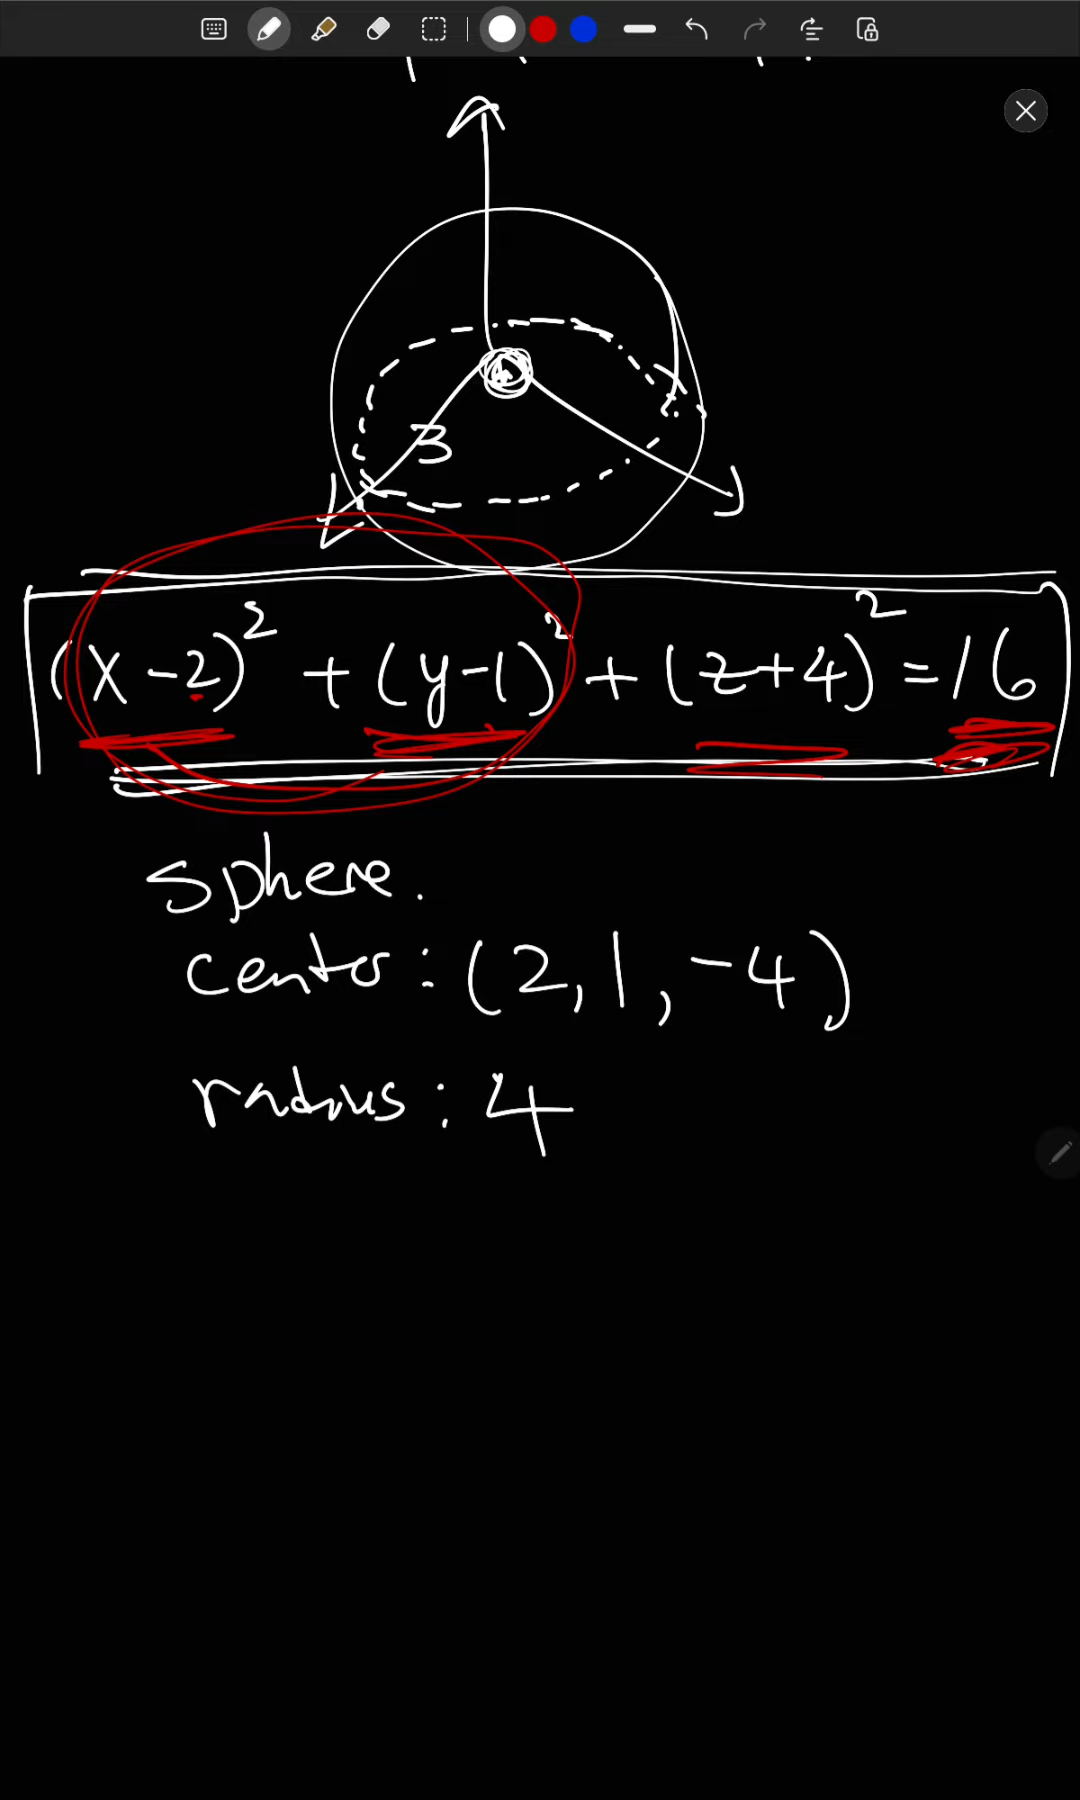 3
(x-2)² + (y-1)² + (z+4)² = 16
sphere.
center: (2, 1, -4)
radius: 4